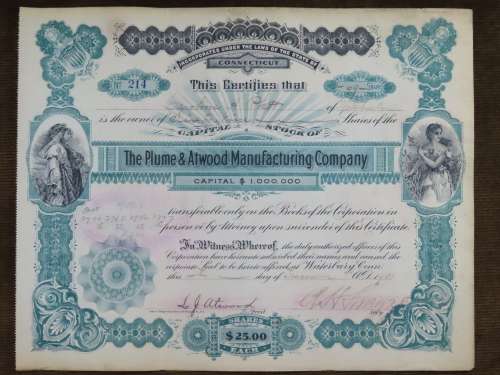 INCORPORATED UNDER THE LAWS OF THE STATE OF
CONNECTICUT
No 214
This Certifies that
of
is the owner of Shares of the
CAPITAL STOCK OF
The Plume & Atwood Manufacturing Company
CAPITAL $ 1,000,000
transferable only on the Books of the Corporation in
person or by Attorney upon surrender of this Certificate.
In Witness Whereof, the duly authorized officers of this
Corporation have hereunto subscribed their names and caused the
corporate Seal to be hereto affixed at Waterbury Conn.
this day of A.D.
L. J. Atwood
SHARES
$25.00
EACH